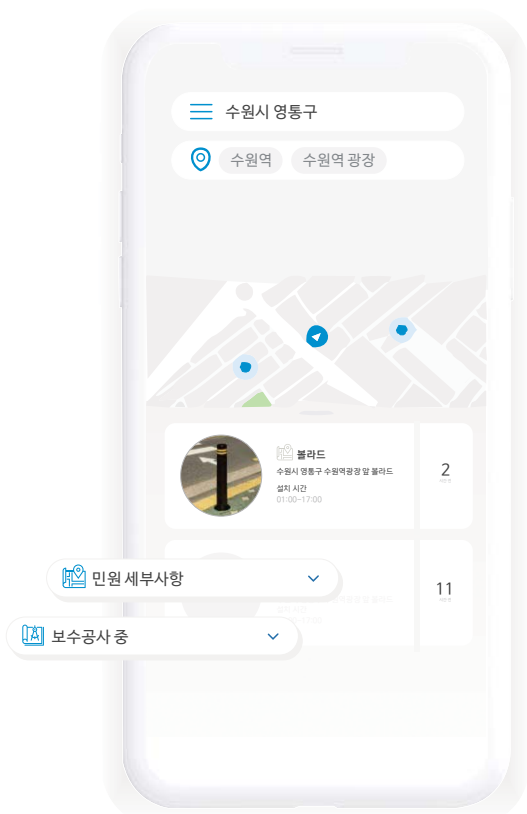 수원시 영통구
수원역 수원역 광장
볼라드
수원시 영통구 수원역광장 앞 볼라드
설치 시간
01:00~17:00
2
민원 세부사항
11
보수공사 중